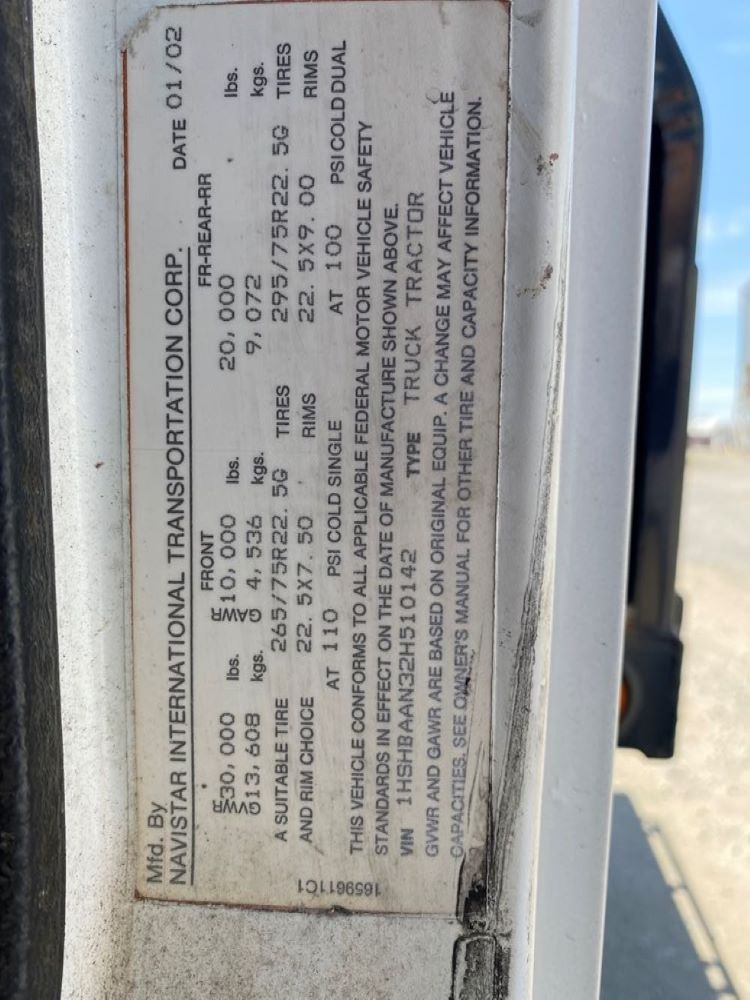 Mfd. By
NAVISTAR INTERNATIONAL TRANSPORTATION CORP. DATE 01/02
FRONT FR-REAR-RR
GVWR 30,000 lbs. GAWR 10,000 lbs. 20,000 lbs.
13,608 kgs. 4,536 kgs. 9,072 kgs.
A SUITABLE TIRE 265/75R22.5G TIRES 295/75R22.5G TIRES
AND RIM CHOICE 22.5X7.50 RIMS 22.5X9.00 RIMS
AT 110 PSI COLD SINGLE AT 100 PSI COLD DUAL
THIS VEHICLE CONFORMS TO ALL APPLICABLE FEDERAL MOTOR VEHICLE SAFETY
STANDARDS IN EFFECT ON THE DATE OF MANUFACTURE SHOWN ABOVE.
VIN 1HSHBAAN32H510142 TYPE TRUCK TRACTOR
GVWR AND GAWR ARE BASED ON ORIGINAL EQUIP. A CHANGE MAY AFFECT VEHICLE
CAPACITIES. SEE OWNER'S MANUAL FOR OTHER TIRE AND CAPACITY INFORMATION.
1659611C1